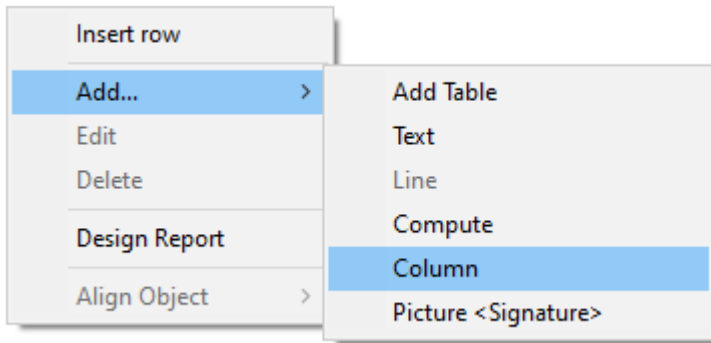 Insert row
Add...
Edit
Delete
Design Report
Align Object
Add Table
Text
Line
Compute
Column
Picture <Signature>